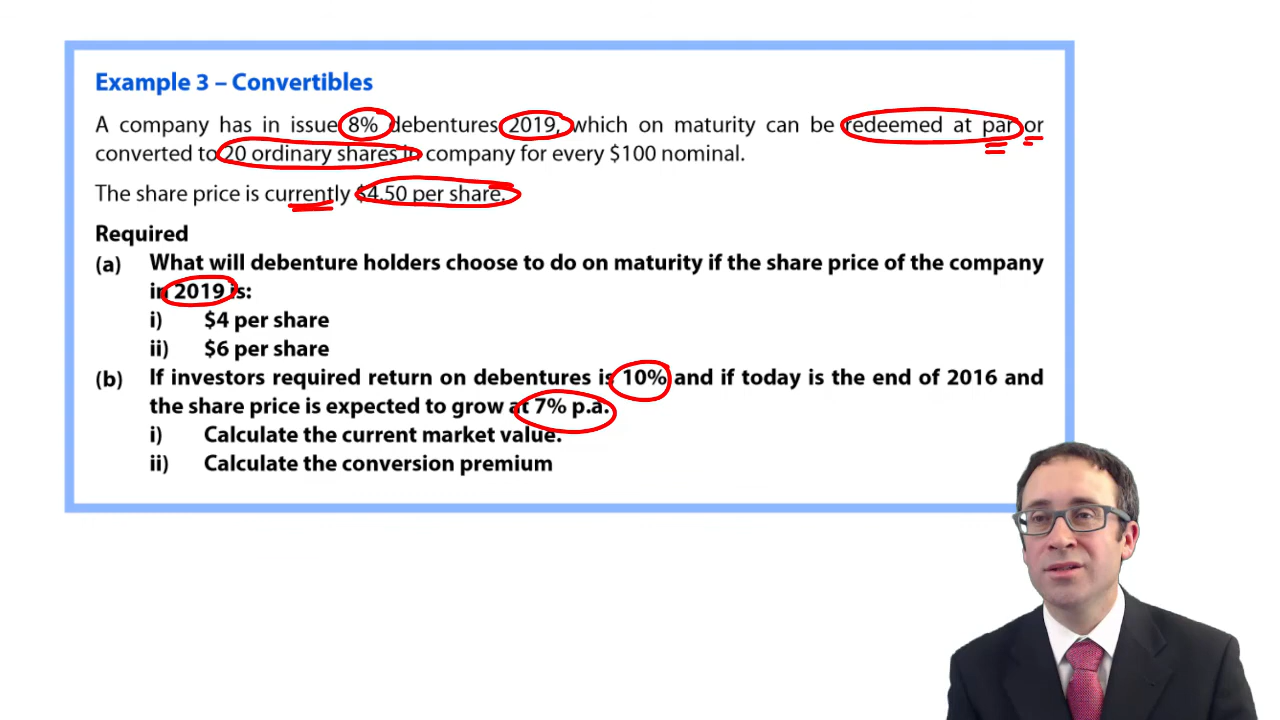 Example 3 – Convertibles
A company has in issue 8% debentures 2019, which on maturity can be redeemed at par or
converted to 20 ordinary shares in company for every $100 nominal.
The share price is currently $4.50 per share.
Required
(a) What will debenture holders choose to do on maturity if the share price of the company
in 2019 is:
i) $4 per share
ii) $6 per share
(b) If investors required return on debentures is 10% and if today is the end of 2016 and
the share price is expected to grow at 7% p.a.
i) Calculate the current market value.
ii) Calculate the conversion premium